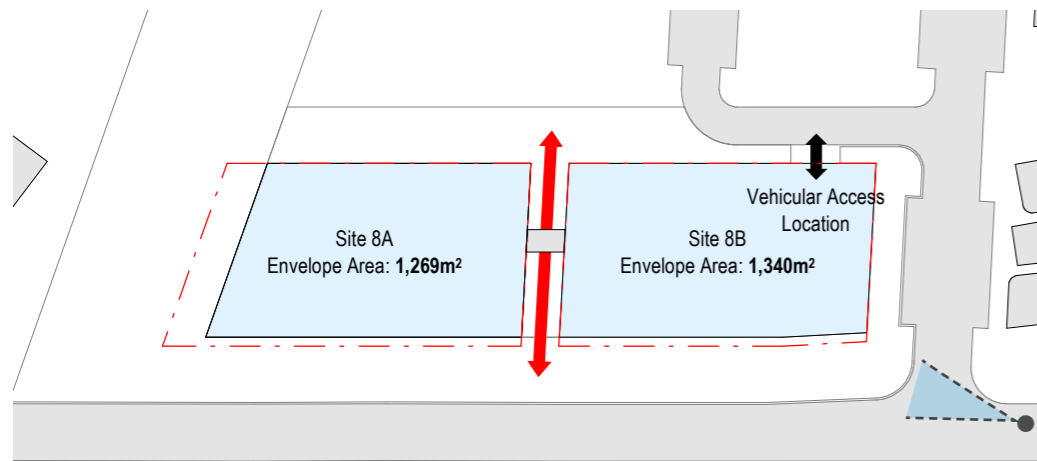 Vehicular Access
Location
Site 8A
Envelope Area: 1,269m²
Site 8B
Envelope Area: 1,340m²